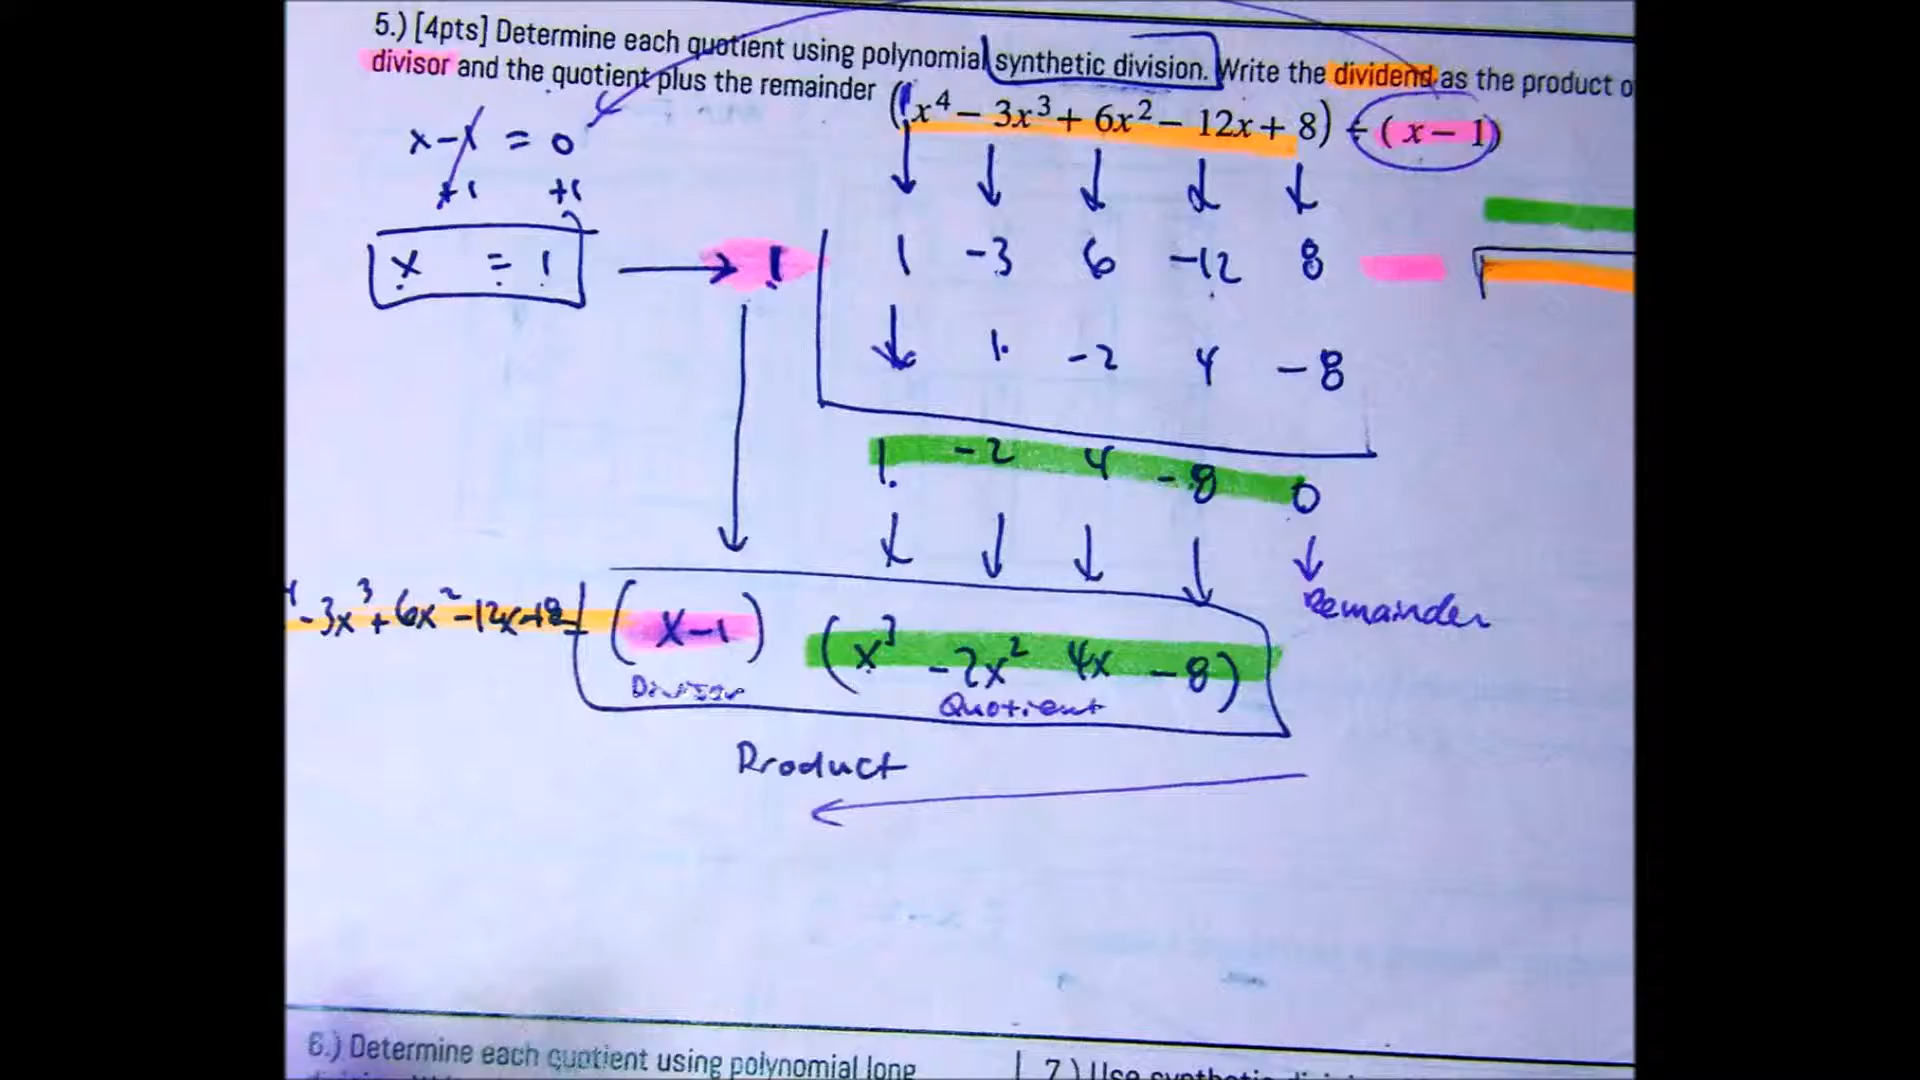 5.) [4pts] Determine each quotient using polynomial synthetic division. Write the dividend as the product o
divisor and the quotient plus the remainder (x⁴ − 3x³ + 6x² − 12x + 8) ÷ (x − 1)
x-1 = 0
+1 +1
x = 1 → 1 1 -3 6 -12 8
1 -2 4 -8
1 -2 4 -8 0
Remainder
-3x³+6x²-12x+8 = (x-1) (x³ -2x² 4x -8)
Divisor Quotient
Product
6.) Determine each quotient using polynomial long
7.) Use synthetic